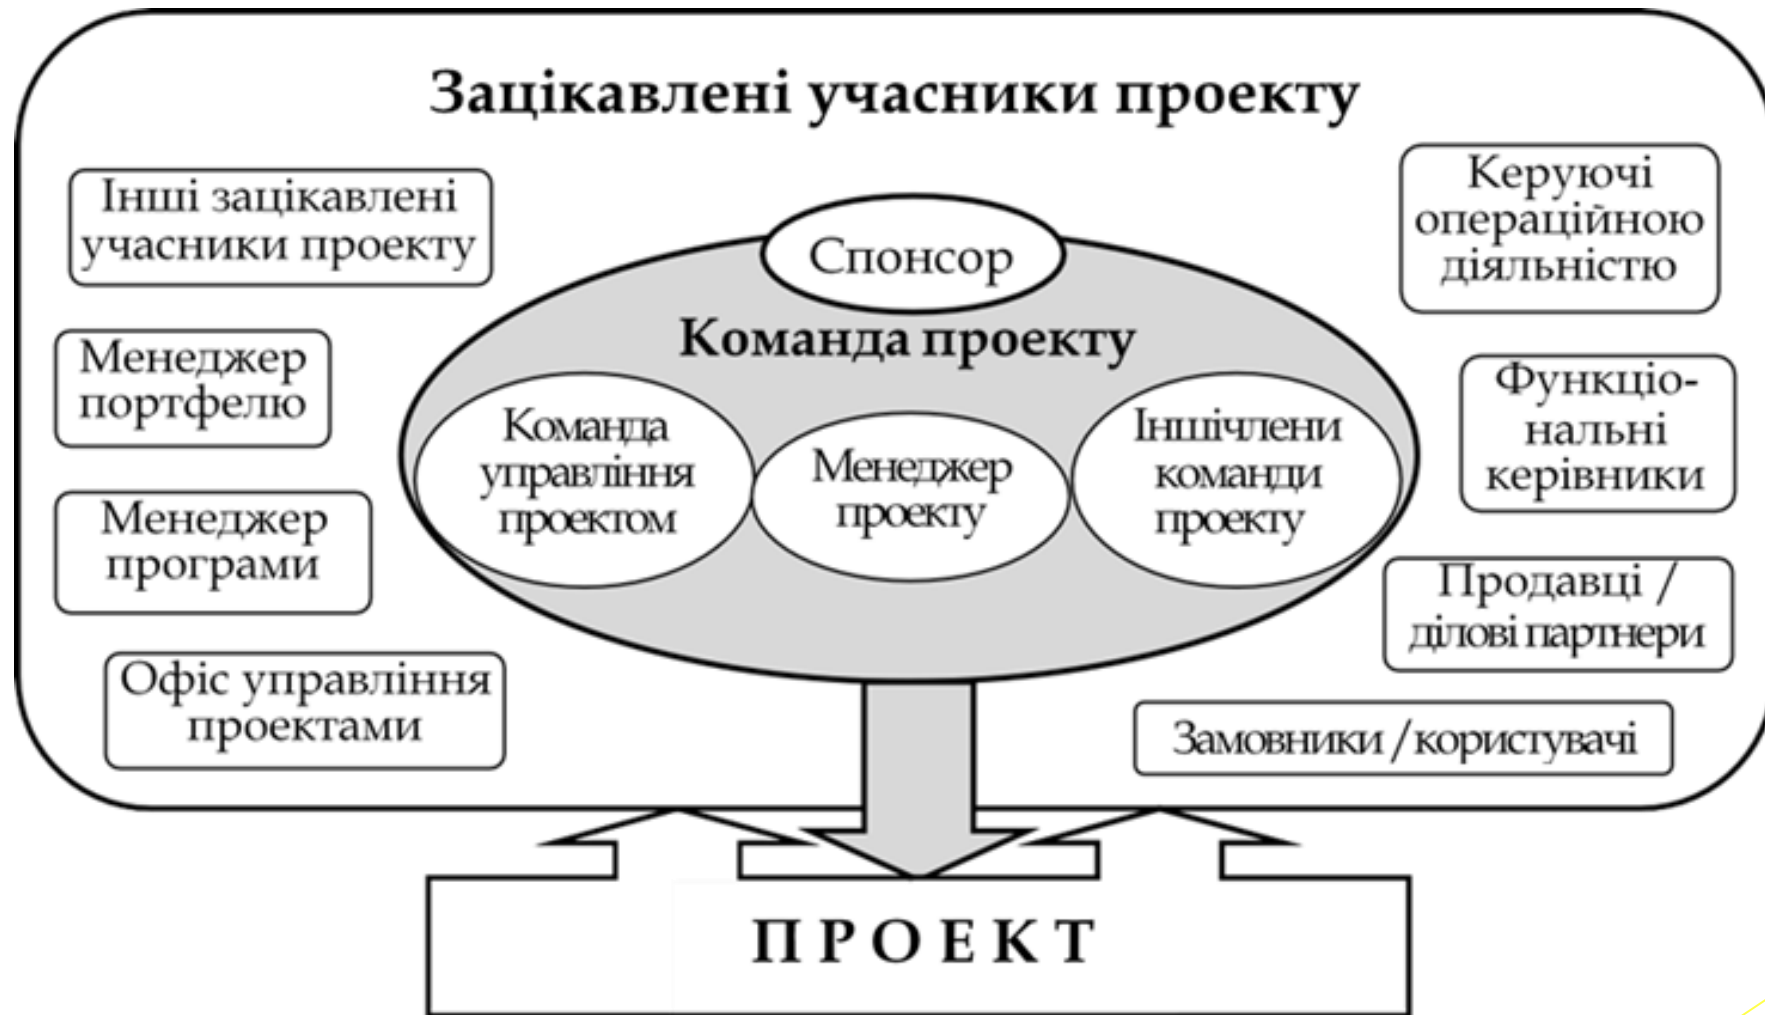 Зацікавлені учасники проекту
Інші зацікавлені
учасники проекту
Менеджер
портфелю
Менеджер
програми
Офіс управління
проектами
Спонсор
Команда проекту
Команда
управління
проектом
Менеджер
проекту
Іншічлени
команди
проекту
Керуючі
операційною
діяльністю
Функціо-
нальні
керівники
Продавці /
ділові партнери
Замовники / користувачі
ПРОЕКТ